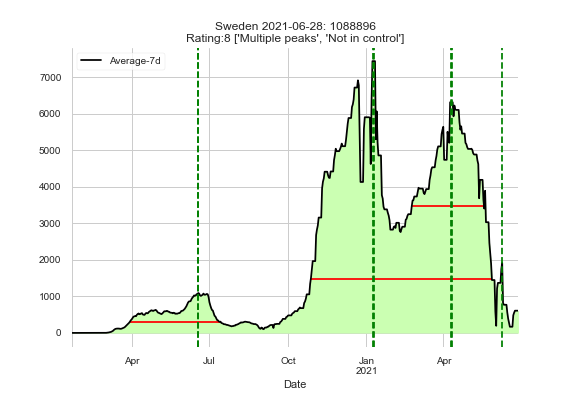 Sweden 2021-06-28: 1088896
Rating:8 ['Multiple peaks', 'Not in control']
Average-7d
7000
6000
5000
4000
3000
2000
1000
0
Apr Jul Oct Jan Apr
2021
Date